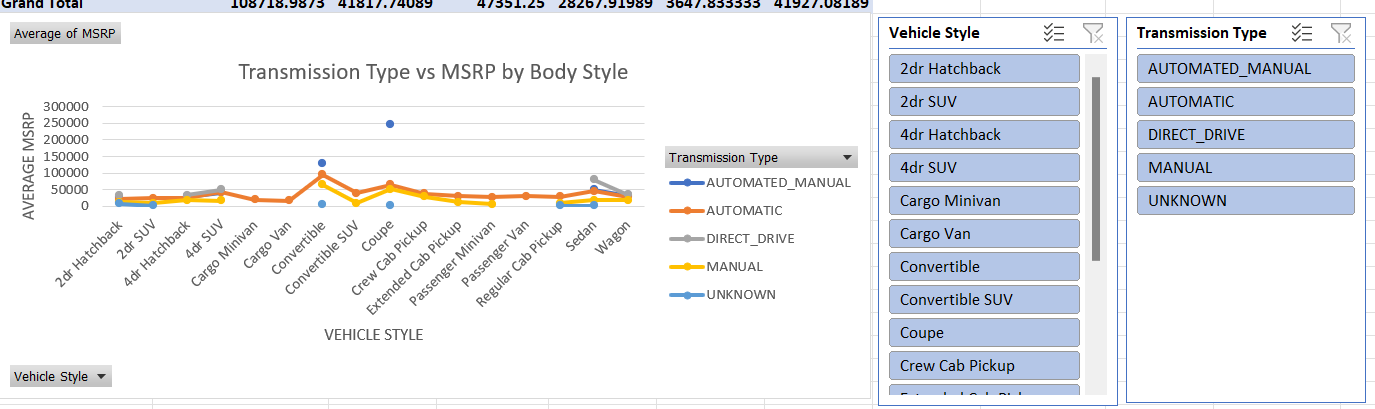 Grand Total 108718.9873 41817.74089 47351.25 28267.91989 3647.833333 41927.08189
Average of MSRP
Transmission Type vs MSRP by Body Style
AVERAGE MSRP
300000
250000
200000
150000
100000
50000
0
2dr Hatchback
2dr SUV
4dr Hatchback
4dr SUV
Cargo Minivan
Cargo Van
Convertible
Convertible SUV
Coupe
Crew Cab Pickup
Extended Cab Pickup
Passenger Minivan
Passenger Van
Regular Cab Pickup
Sedan
Wagon
VEHICLE STYLE
Transmission Type
AUTOMATED_MANUAL
AUTOMATIC
DIRECT_DRIVE
MANUAL
UNKNOWN
Vehicle Style
Vehicle Style
2dr Hatchback
2dr SUV
4dr Hatchback
4dr SUV
Cargo Minivan
Cargo Van
Convertible
Convertible SUV
Coupe
Crew Cab Pickup
Transmission Type
AUTOMATED_MANUAL
AUTOMATIC
DIRECT_DRIVE
MANUAL
UNKNOWN